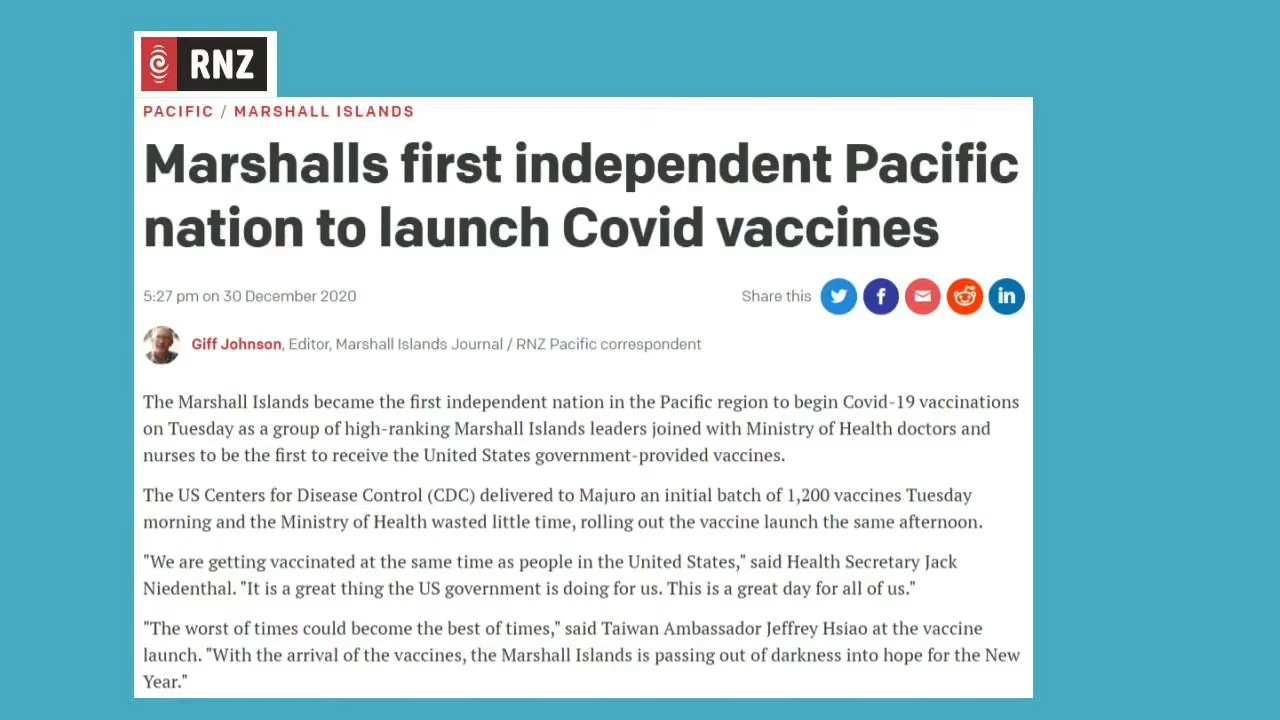 RNZ
PACIFIC / MARSHALL ISLANDS
Marshalls first independent Pacific
nation to launch Covid vaccines
5:27 pm on 30 December 2020
Share this
Giff Johnson, Editor, Marshall Islands Journal / RNZ Pacific correspondent
The Marshall Islands became the first independent nation in the Pacific region to begin Covid-19 vaccinations
on Tuesday as a group of high-ranking Marshall Islands leaders joined with Ministry of Health doctors and
nurses to be the first to receive the United States government-provided vaccines.
The US Centers for Disease Control (CDC) delivered to Majuro an initial batch of 1,200 vaccines Tuesday
morning and the Ministry of Health wasted little time, rolling out the vaccine launch the same afternoon.
"We are getting vaccinated at the same time as people in the United States," said Health Secretary Jack
Niedenthal. "It is a great thing the US government is doing for us. This is a great day for all of us."
"The worst of times could become the best of times," said Taiwan Ambassador Jeffrey Hsiao at the vaccine
launch. "With the arrival of the vaccines, the Marshall Islands is passing out of darkness into hope for the New
Year."